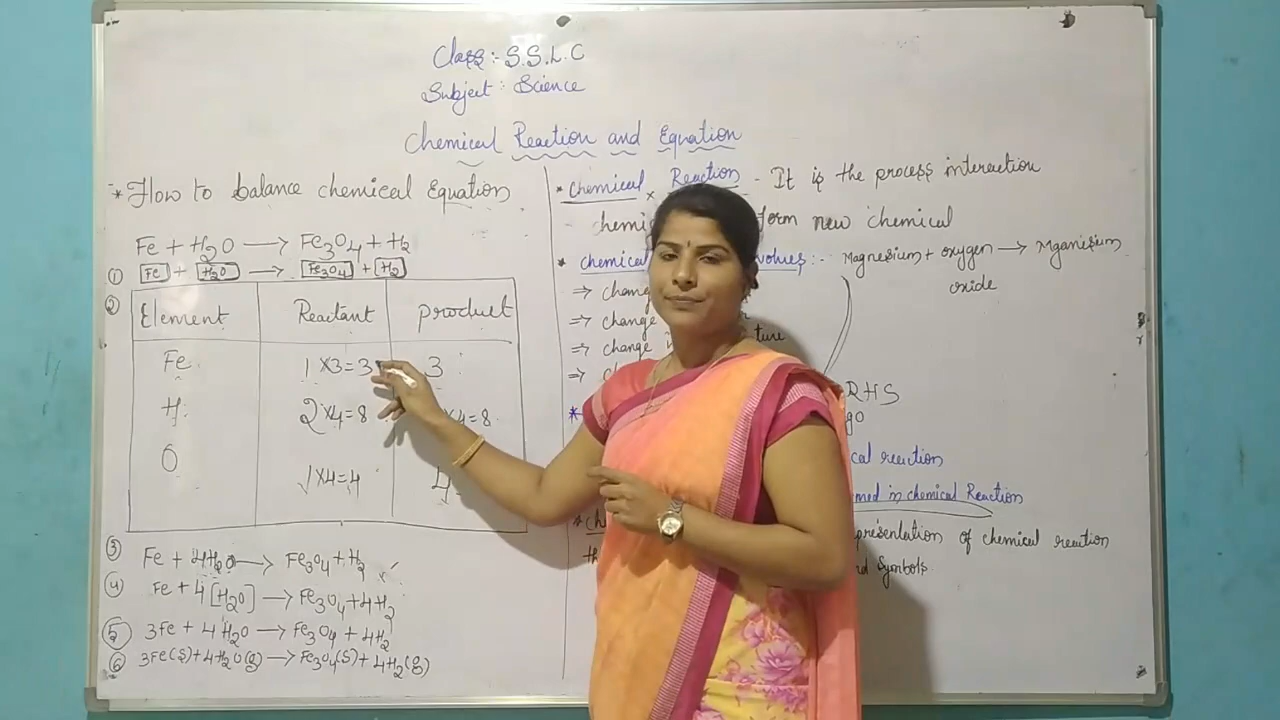 Class:- S.S.L.C
Subject: Science
Chemical Reaction and Equation
* How to balance chemical Equation
Fe + H2O → Fe3O4 + H2
① Fe + H2O → Fe3O4 + H2
②
Element Reactant product
Fe 1 ×3=3 3
H 2 ×4=8 ×4=8
O 1 ×4=4 4
③ Fe + 4H2O → Fe3O4 + H2
④ Fe + 4[H2O] → Fe3O4 + 4H2
⑤ 3Fe + 4H2O → Fe3O4 + 4H2
⑥ 3Fe(s)+4H2O(g) → Fe3O4(s)+ 4H2(g)
* chemical Reaction - It is the process interaction
form new chemical
* chemical :- Magnesium + oxygen → Mganisium
oxide
⇒ change
⇒ change
⇒ change
⇒
RHS
reaction
in chemical Reaction
of chemical reaction
Symbols